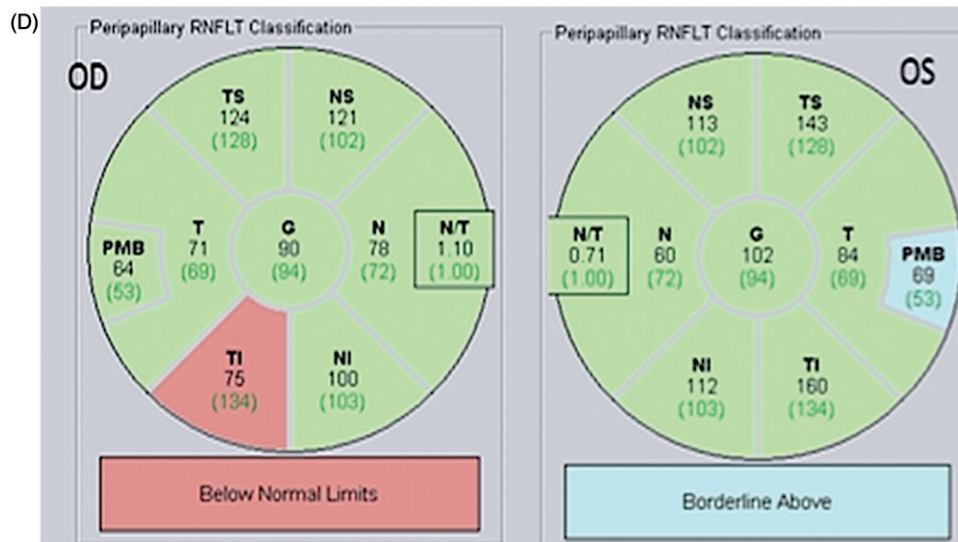 (D)
Peripapillary RNFLT Classification
OD
TS
124
(128)
NS
121
(102)
PMB
64
(53)
T
71
(69)
G
90
(94)
N
78
(72)
N/T
1.10
(1.00)
TI
75
(134)
NI
100
(103)
Below Normal Limits
Peripapillary RNFLT Classification
OS
NS
113
(102)
TS
143
(128)
N/T
0.71
(1.00)
N
60
(72)
G
102
(94)
T
84
(69)
PMB
69
(53)
NI
112
(103)
TI
160
(134)
Borderline Above